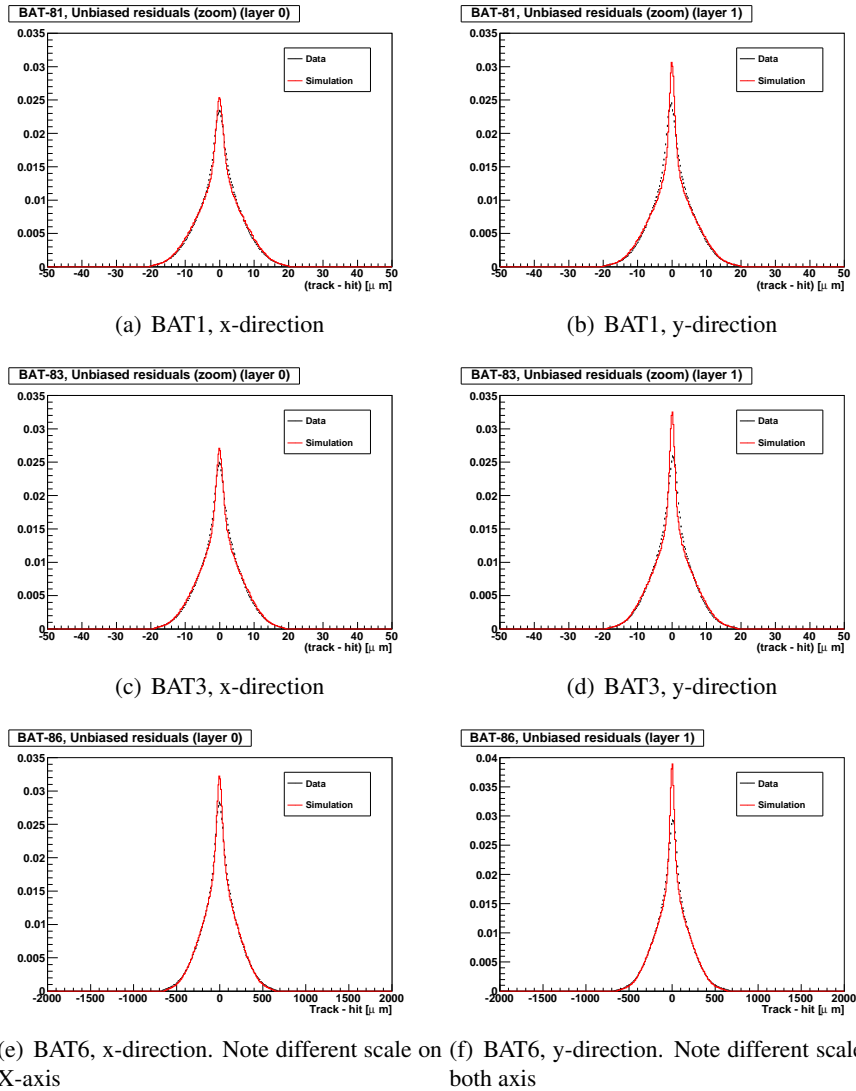 BAT-81, Unbiased residuals (zoom) (layer 0)
0.035
0.03
0.025
0.02
0.015
0.01
0.005
0
-50 -40 -30 -20 -10 0 10 20 30 40 50
(track - hit) [μ m]
Data
Simulation
(a) BAT1, x-direction
BAT-81, Unbiased residuals (zoom) (layer 1)
0.035
0.03
0.025
0.02
0.015
0.01
0.005
0
-50 -40 -30 -20 -10 0 10 20 30 40 50
(track - hit) [μ m]
Data
Simulation
(b) BAT1, y-direction
BAT-83, Unbiased residuals (zoom) (layer 0)
0.035
0.03
0.025
0.02
0.015
0.01
0.005
0
-50 -40 -30 -20 -10 0 10 20 30 40 50
(track - hit) [μ m]
Data
Simulation
(c) BAT3, x-direction
BAT-83, Unbiased residuals (zoom) (layer 1)
0.035
0.03
0.025
0.02
0.015
0.01
0.005
0
-50 -40 -30 -20 -10 0 10 20 30 40 50
(track - hit) [μ m]
Data
Simulation
(d) BAT3, y-direction
BAT-86, Unbiased residuals (layer 0)
0.035
0.03
0.025
0.02
0.015
0.01
0.005
0
-2000 -1500 -1000 -500 0 500 1000 1500 2000
Track - hit [μ m]
Data
Simulation
(e) BAT6, x-direction. Note different scale on
X-axis
BAT-86, Unbiased residuals (layer 1)
0.04
0.035
0.03
0.025
0.02
0.015
0.01
0.005
0
-2000 -1500 -1000 -500 0 500 1000 1500 2000
Track - hit [μ m]
Data
Simulation
(f) BAT6, y-direction. Note different scale
both axis